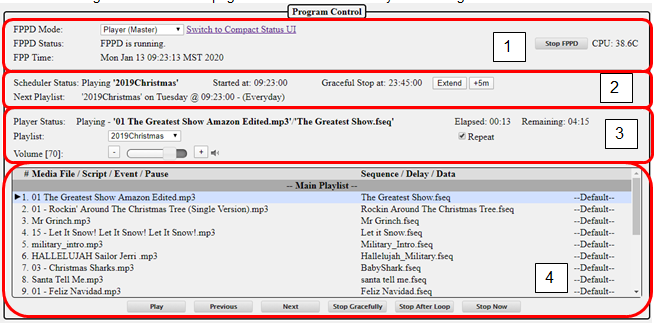 Program Control
FPPD Mode: Player (Master) Switch to Compact Status UI
FPPD Status: FPPD is running. Stop FPPD CPU: 38.6C
FPP Time: Mon Jan 13 09:23:13 MST 2020
1
Scheduler Status: Playing '2019Christmas' Started at: 09:23:00 Graceful Stop at: 23:45:00 Extend +5m
Next Playlist: '2019Christmas' on Tuesday @ 09:23:00 - (Everyday)
2
Player Status: Playing - '01 The Greatest Show Amazon Edited.mp3'/'The Greatest Show.fseq' Elapsed: 00:13 Remaining: 04:15
Playlist: 2019Christmas Repeat
Volume [70]: - +
3
# Media File / Script / Event / Pause Sequence / Delay / Data
-- Main Playlist --
1. 01 The Greatest Show Amazon Edited.mp3 The Greatest Show.fseq --Default--
2. 01 - Rockin' Around The Christmas Tree (Single Version).mp3 Rockin Around The Christmas Tree.fseq --Default--
3. Mr Grinch.mp3 Mr Grinch.fseq --Default--
4. 15 - Let It Snow! Let It Snow! Let It Snow!.mp3 Let it Snow.fseq --Default--
5. military_intro.mp3 Military_Intro.fseq --Default--
6. HALLELUJAH Sailor Jerri .mp3 Hallelujah_Military.fseq --Default--
7. 03 - Christmas Sharks.mp3 BabyShark.fseq --Default--
8. Santa Tell Me.mp3 santa tell me.fseq --Default--
9. 01 - Feliz Navidad.mp3 Feliz Navidad.fseq --Default--
4
Play Previous Next Stop Gracefully Stop After Loop Stop Now